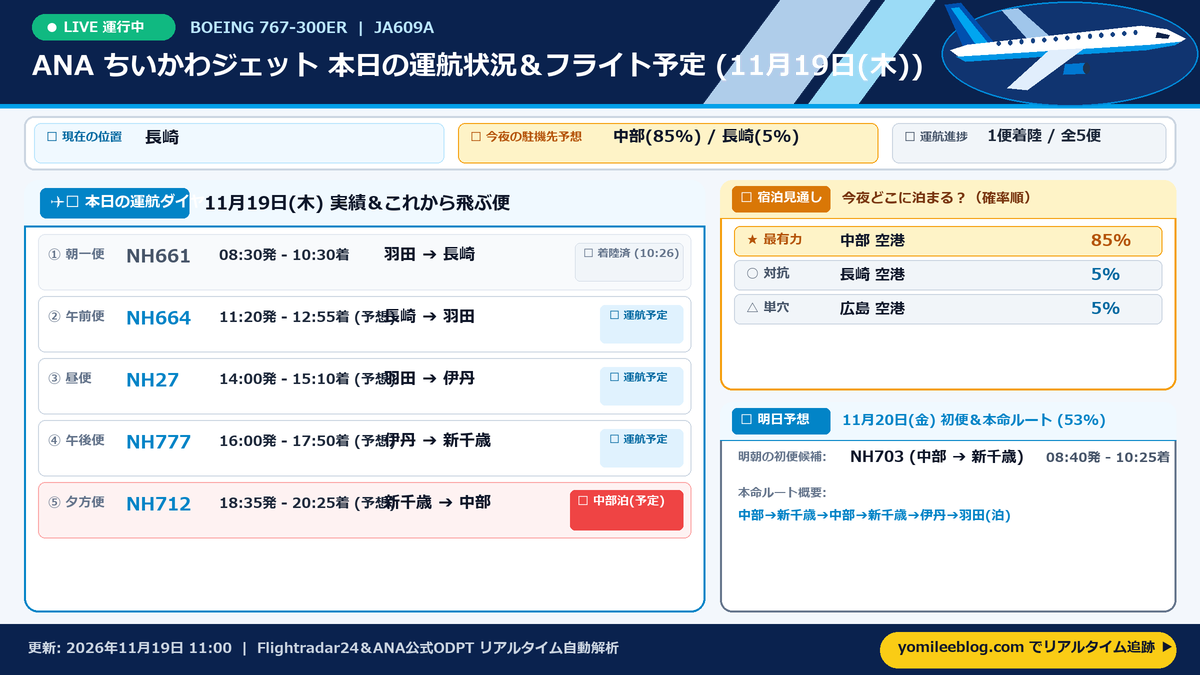 ● LIVE 運行中 BOEING 767-300ER | JA609A
ANA ちいかわジェット 本日の運航状況＆フライト予定 (11月19日(木))
□ 現在の位置 長崎
□ 今夜の駐機先予想 中部(85%) / 長崎(5%)
□ 運航進捗 1便着陸 / 全5便
✈□ 本日の運航ダイ 11月19日(木) 実績＆これから飛ぶ便
① 朝一便 NH661 08:30発 - 10:30着 羽田 → 長崎 □ 着陸済 (10:26)
② 午前便 NH664 11:20発 - 12:55着 (予想) 長崎 → 羽田 □ 運航予定
③ 昼便 NH27 14:00発 - 15:10着 (予想) 羽田 → 伊丹 □ 運航予定
④ 午後便 NH777 16:00発 - 17:50着 (予想) 伊丹 → 新千歳 □ 運航予定
⑤ 夕方便 NH712 18:35発 - 20:25着 (予想) 新千歳 → 中部 □ 中部泊(予定)
□ 宿泊見通し 今夜どこに泊まる？ (確率順)
★ 最有力 中部 空港 85%
○ 対抗 長崎 空港 5%
△ 単穴 広島 空港 5%
□ 明日予想 11月20日(金) 初便＆本命ルート (53%)
明朝の初便候補: NH703 (中部 → 新千歳) 08:40発 - 10:25着
本命ルート概要:
中部→新千歳→中部→新千歳→伊丹→羽田(泊)
更新: 2026年11月19日 11:00 | Flightradar24＆ANA公式ODPT リアルタイム自動解析
yomileeblog.com でリアルタイム追跡 ▶